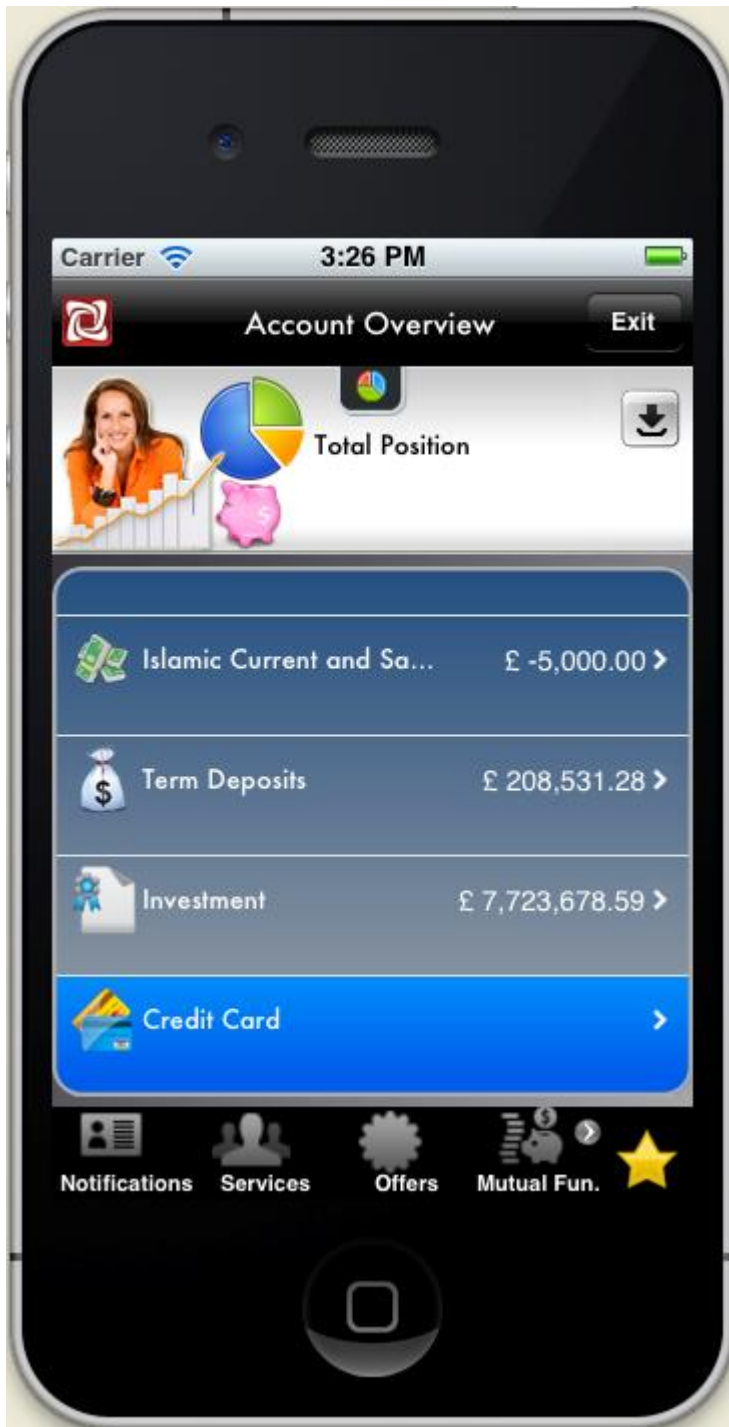 Carrier 3:26 PM
Account Overview Exit
Total Position
$
Islamic Current and Sa... £ -5,000.00
$
Term Deposits £ 208,531.28
Investment £ 7,723,678.59
Credit Card
$
Notifications Services Offers Mutual Fun.